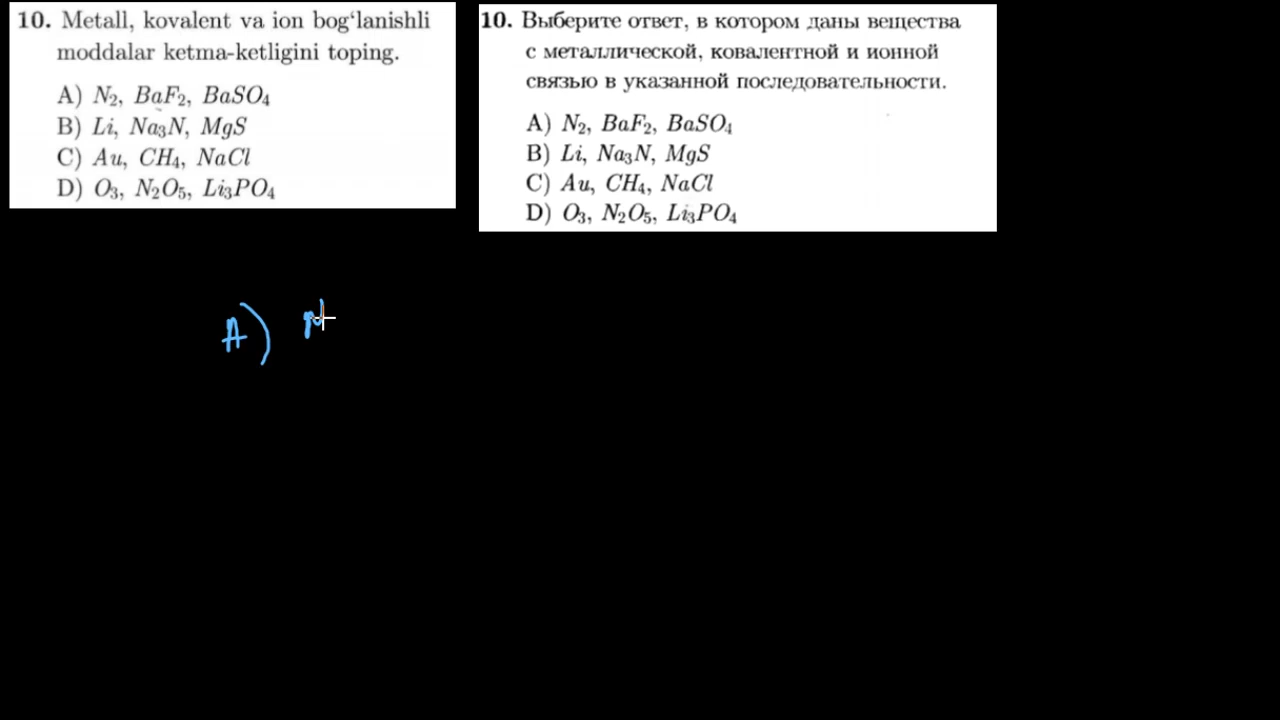 10. Metall, kovalent va ion bog‘lanishli
moddalar ketma-ketligini toping.
A) N₂, BaF₂, BaSO₄
B) Li, Na₃N, MgS
C) Au, CH₄, NaCl
D) O₃, N₂O₅, Li₃PO₄
10. Выберите ответ, в котором даны вещества
с металлической, ковалентной и ионной
связью в указанной последовательности.
A) N₂, BaF₂, BaSO₄
B) Li, Na₃N, MgS
C) Au, CH₄, NaCl
D) O₃, N₂O₅, Li₃PO₄
A) N